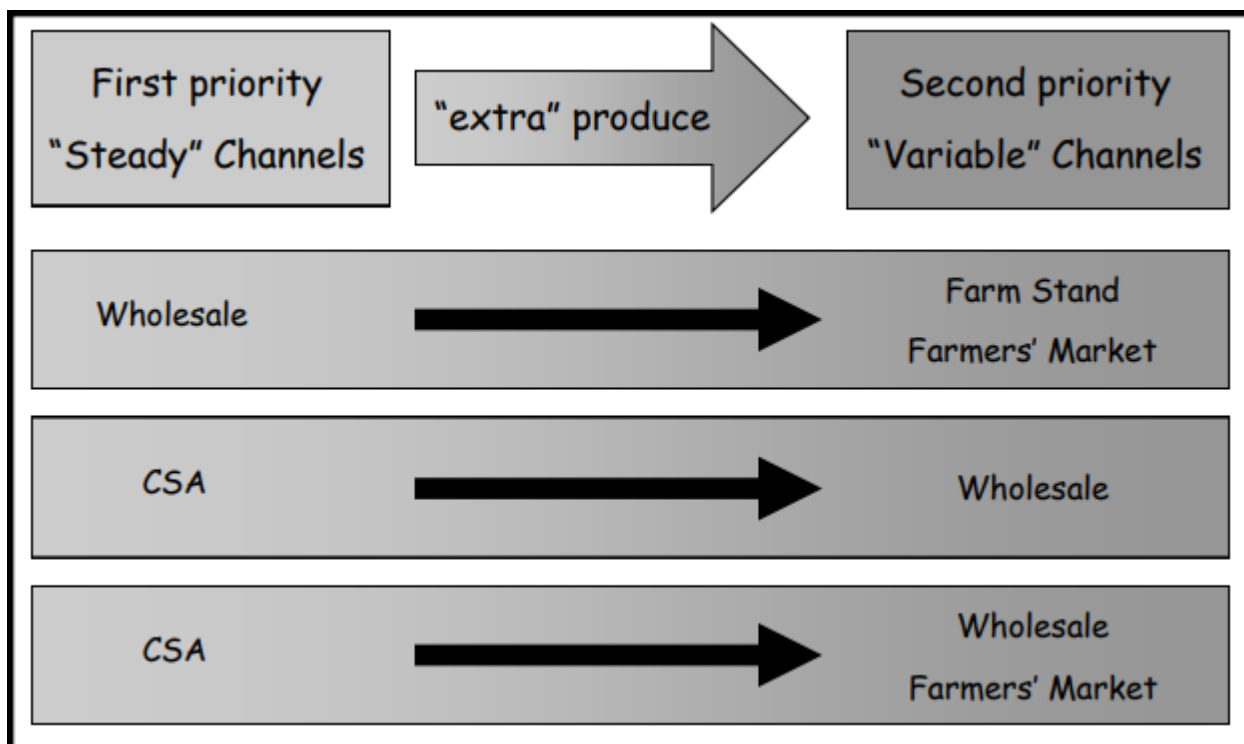 First priority
“Steady” Channels
“extra” produce
Second priority
“Variable” Channels
Wholesale
Farm Stand
Farmers’ Market
CSA
Wholesale
CSA
Wholesale
Farmers’ Market